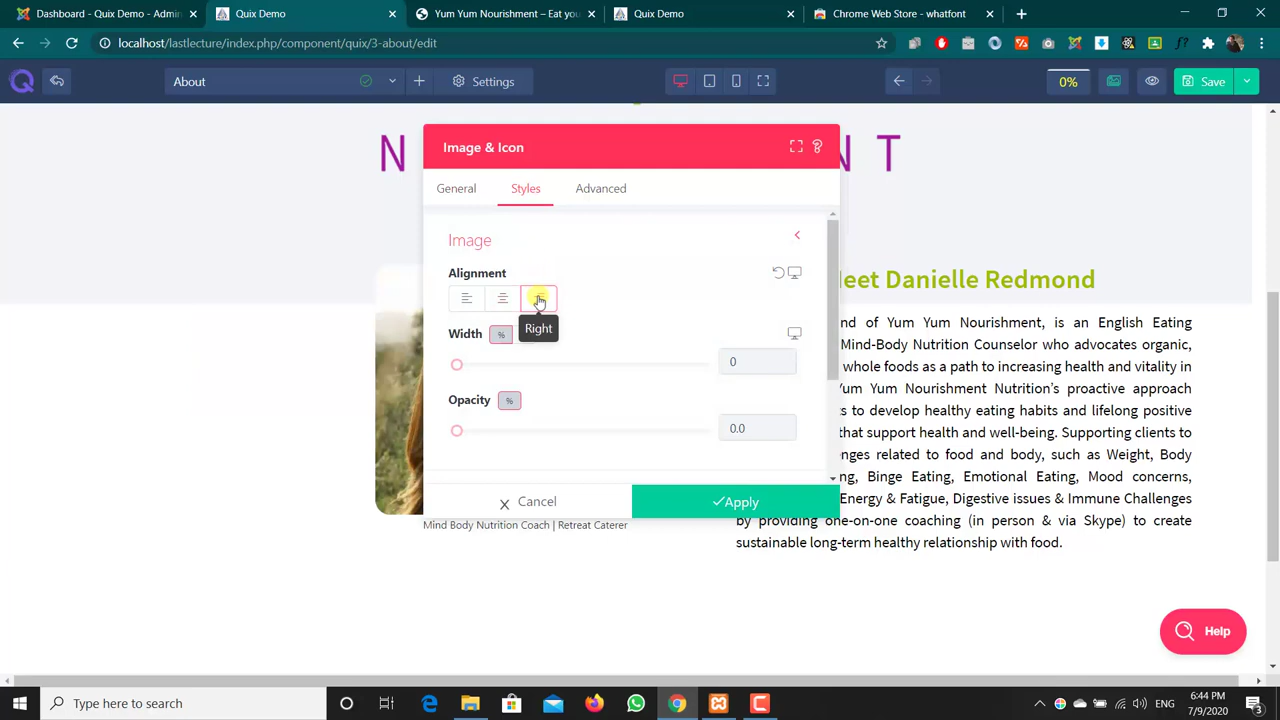 Dashboard - Quix Demo - Admin
Quix Demo
Yum Yum Nourishment – Eat you
Quix Demo
Chrome Web Store - whatfont
localhost/lastlecture/index.php/component/quix/3-about/edit
About
Settings
0%
Save
N
N T
Image & Icon
General
Styles
Advanced
Image
Alignment
Right
Width %
0
Opacity %
0.0
Cancel
Apply
eet Danielle Redmond
nd of Yum Yum Nourishment, is an English Eating
Mind-Body Nutrition Counselor who advocates organic,
whole foods as a path to increasing health and vitality in
Yum Yum Nourishment Nutrition's proactive approach
ts to develop healthy eating habits and lifelong positive
that support health and well-being. Supporting clients to
enges related to food and body, such as Weight, Body
ng, Binge Eating, Emotional Eating, Mood concerns,
Energy & Fatigue, Digestive issues & Immune Challenges
by providing one-on-one coaching (in person & via Skype) to create
sustainable long-term healthy relationship with food.
Mind Body Nutrition Coach | Retreat Caterer
Help
Type here to search
ENG
6:44 PM
7/9/2020
3